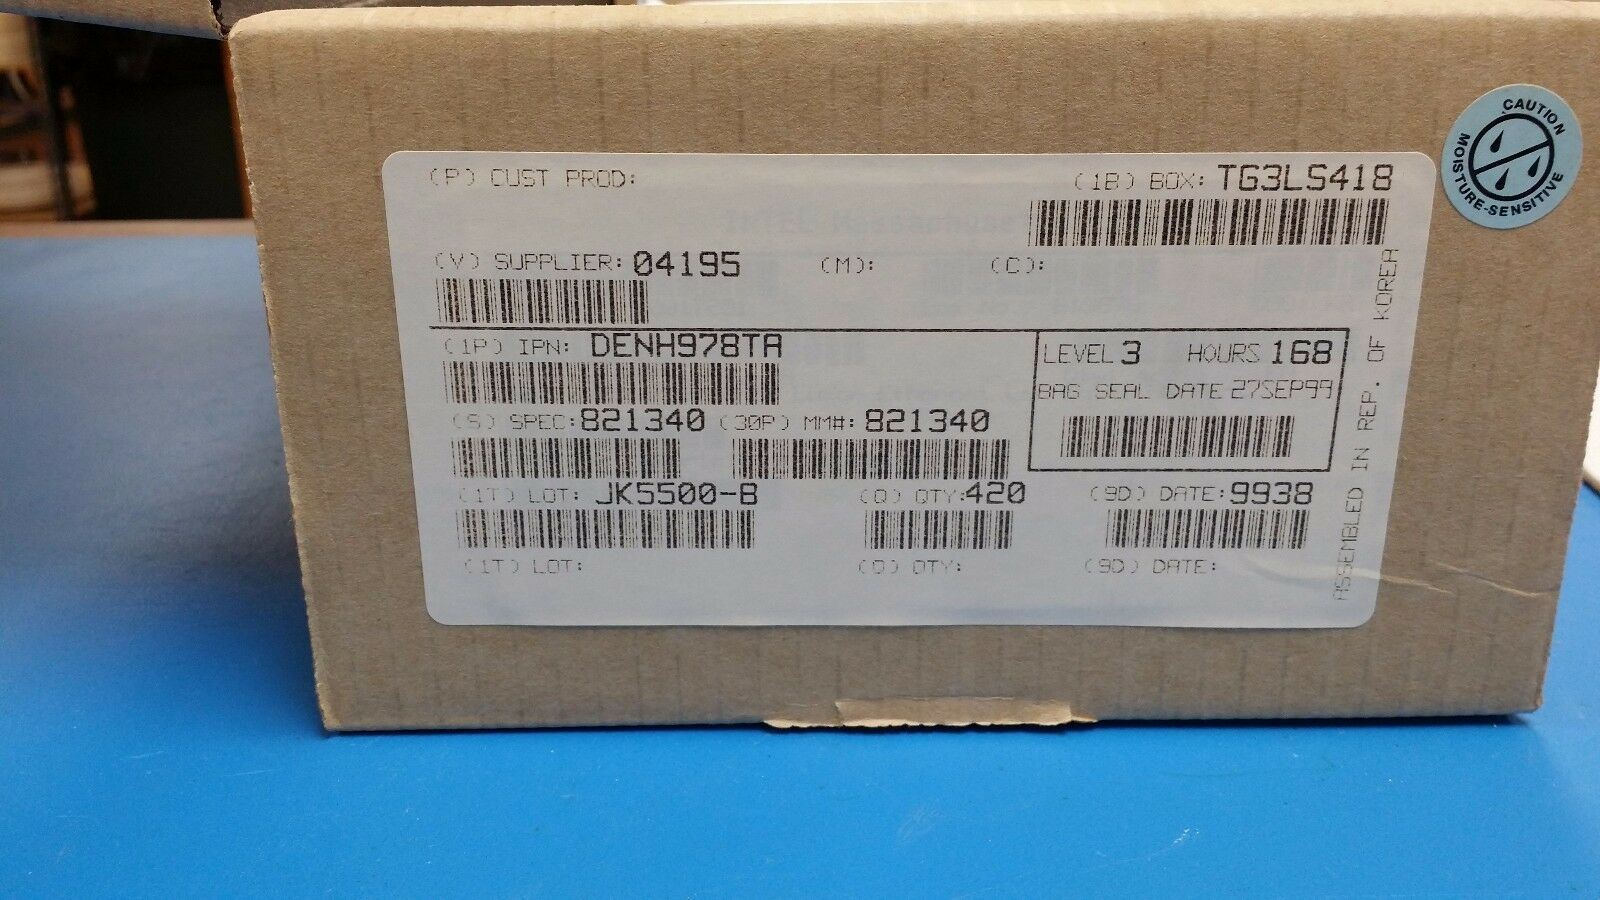 (P) CUST PROD:
(1B) BOX: TG3LS418
(V) SUPPLIER: 04195 (M): (C):
(1P) IPN: DENH978TA
LEVEL 3 HOURS 168
BAG SEAL DATE 27SEP99
(S) SPEC: 821340 (30P) MM#: 821340
(1T) LOT: JK5500-B (Q) QTY: 420 (9D) DATE: 9938
(1T) LOT: (Q) QTY: (9D) DATE:
ASSEMBLED IN REP. OF KOREA
CAUTION
MOISTURE-SENSITIVE